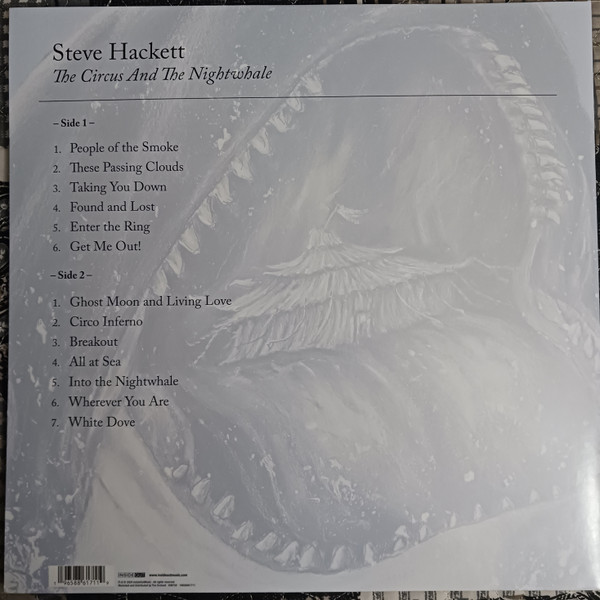 Steve Hackett
The Circus And The Nightwhale
– Side 1 –
1. People of the Smoke
2. These Passing Clouds
3. Taking You Down
4. Found and Lost
5. Enter the Ring
6. Get Me Out!
– Side 2 –
1. Ghost Moon and Living Love
2. Circo Inferno
3. Breakout
4. All at Sea
5. Into the Nightwhale
6. Wherever You Are
7. White Dove